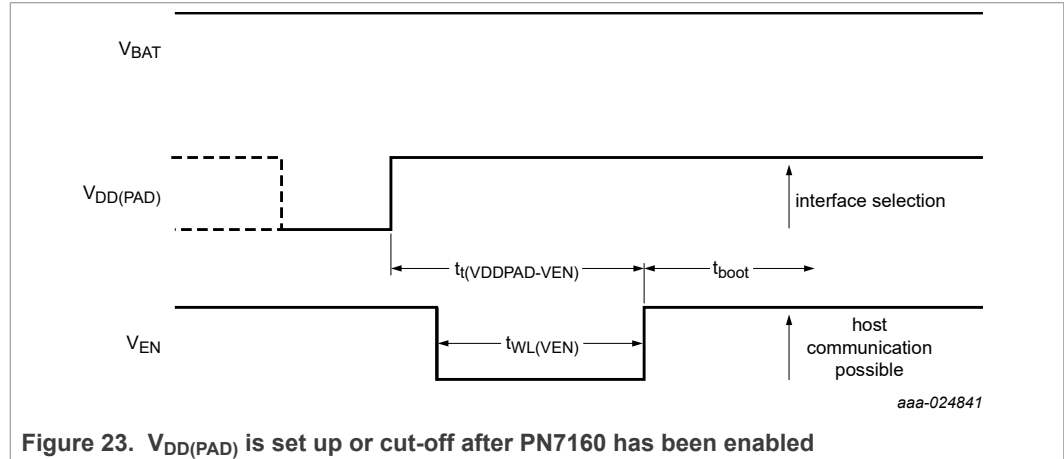 VBAT
VDD(PAD)
interface selection
tt(VDDPAD-VEN)
tboot
VEN
tWL(VEN)
host
communication
possible
aaa-024841
Figure 23. VDD(PAD) is set up or cut-off after PN7160 has been enabled